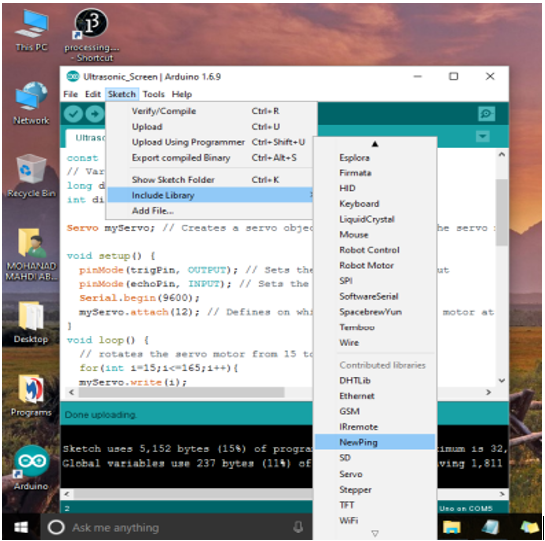 This PC
processing....
- Shortcut
Network
Recycle Bin
MOHANAD
MAHDI AB...
Desktop
Programs
Arduino
Ultrasonic_Screen | Arduino 1.6.9
File Edit Sketch Tools Help
Verify/Compile Ctrl+R
Upload Ctrl+U
Upload Using Programmer Ctrl+Shift+U
Export compiled Binary Ctrl+Alt+S
Show Sketch Folder Ctrl+K
Include Library
Add File...
Ultras
const
// Var
long d
int di
Servo myServo; // Creates a servo objec he servo
void setup() {
pinMode(trigPin, OUTPUT); // Sets the ut
pinMode(echoPin, INPUT); // Sets the
Serial.begin(9600);
myServo.attach(12); // Defines on whi motor at
}
void loop() {
// rotates the servo motor from 15 to
for(int i=15;i<=165;i++){
myServo.write(i);
Done uploading.
Sketch uses 5,152 bytes (15%) of progra imum is 32,
Global variables use 237 bytes (11%) of ving 1,811
2
Uno on COM5
Esplora
Firmata
HID
Keyboard
LiquidCrystal
Mouse
Robot Control
Robot Motor
SPI
SoftwareSerial
SpacebrewYun
Temboo
Wire
Contributed libraries
DHTLib
Ethernet
GSM
IRremote
NewPing
SD
Servo
Stepper
TFT
WiFi
Ask me anything